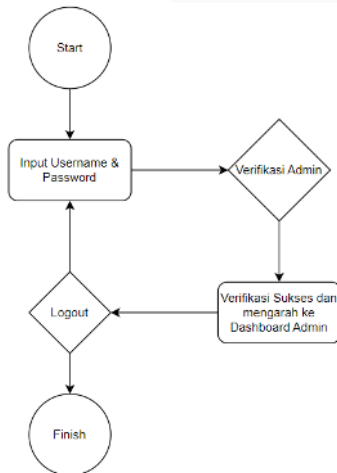 Start
Input Username &
Password
Verifikasi Admin
Verifikasi Sukses dan
mengarah ke
Dashboard Admin
Logout
Finish